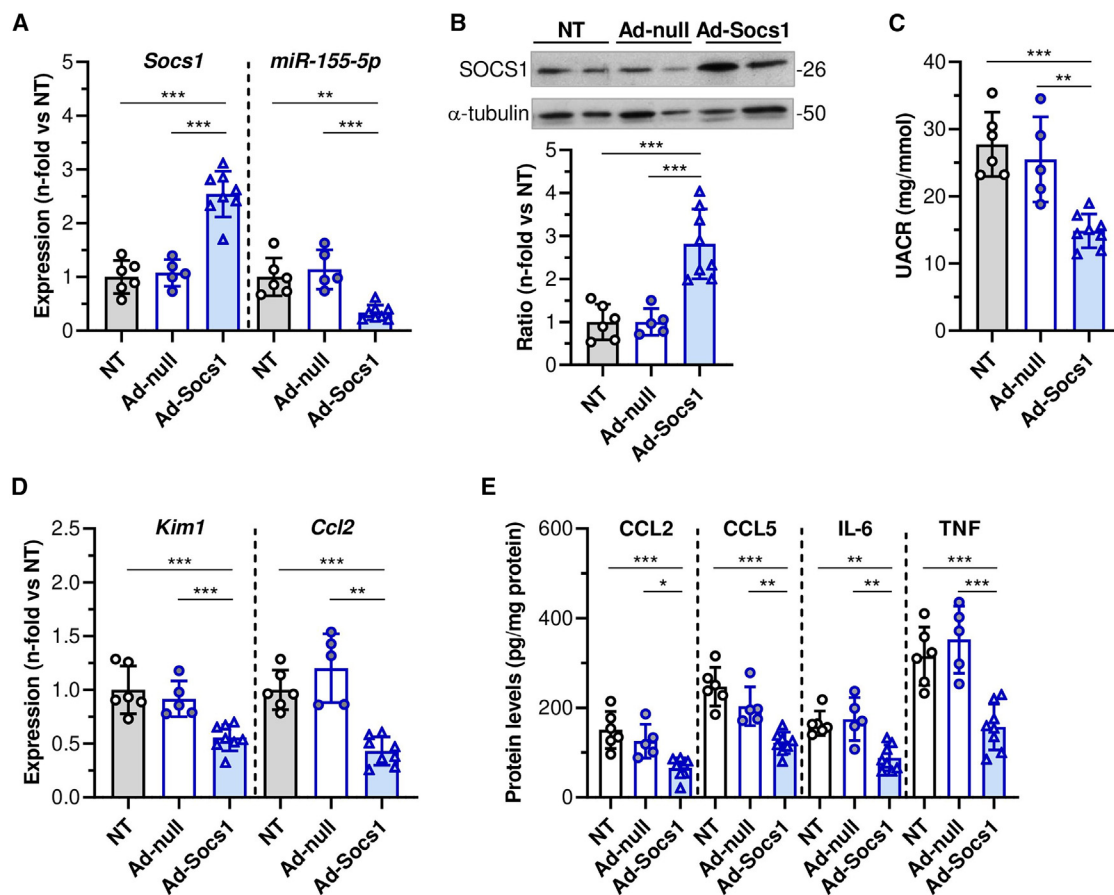 A
Socs1 miR-155-5p
Expression (n-fold vs NT)
5
4
3
2
1
0
*** **
*** ***
NT Ad-null Ad-Socs1 NT Ad-null Ad-Socs1
B
NT Ad-null Ad-Socs1
SOCS1 -26
α-tubulin -50
Ratio (n-fold vs NT)
5
4
3
2
1
0
***
***
NT Ad-null Ad-Socs1
C
UACR (mg/mmol)
40
30
20
10
0
***
**
NT Ad-null Ad-Socs1
D
Kim1 Ccl2
Expression (n-fold vs NT)
2.5
2.0
1.5
1.0
0.5
0.0
*** ***
*** **
NT Ad-null Ad-Socs1 NT Ad-null Ad-Socs1
E
CCL2 CCL5 IL-6 TNF
Protein levels (pg/mg protein)
600
400
200
0
*** *** ** ***
* ** ** ***
NT Ad-null Ad-Socs1 NT Ad-null Ad-Socs1 NT Ad-null Ad-Socs1 NT Ad-null Ad-Socs1